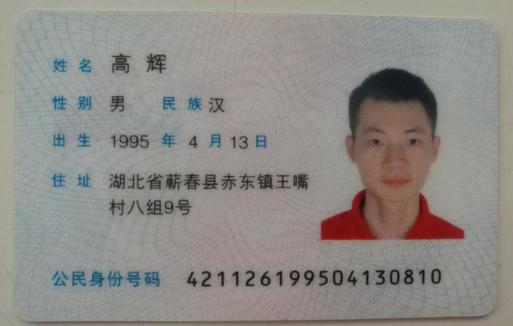 姓名 高辉
性别 男 民族 汉
出生 1995 年 4 月 13 日
住址 湖北省蕲春县赤东镇王嘴
村八组9号
公民身份号码 421126199504130810